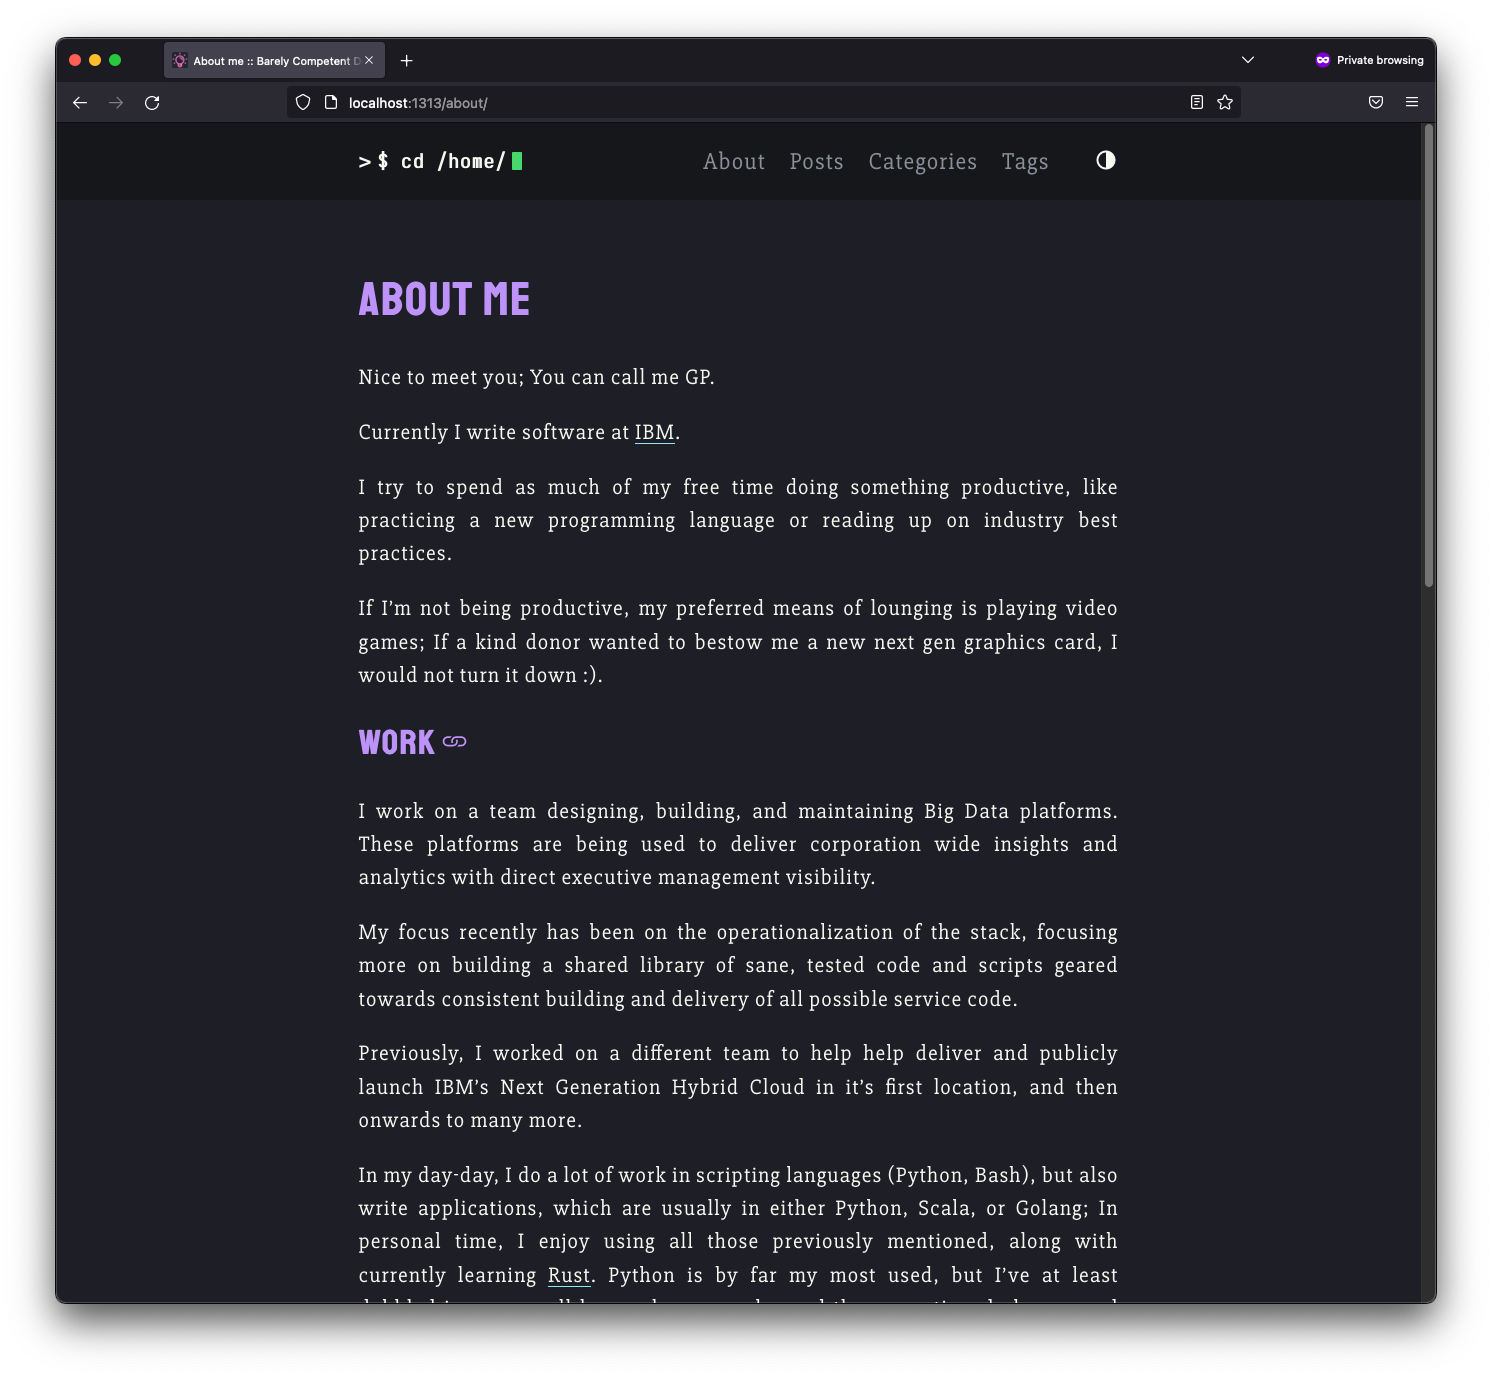 About me :: Barely Competent D
Private browsing
localhost:1313/about/
>$ cd /home/
About Posts Categories Tags
ABOUT ME
Nice to meet you; You can call me GP.
Currently I write software at IBM.
I try to spend as much of my free time doing something productive, like
practicing a new programming language or reading up on industry best
practices.
If I’m not being productive, my preferred means of lounging is playing video
games; If a kind donor wanted to bestow me a new next gen graphics card, I
would not turn it down :).
WORK
I work on a team designing, building, and maintaining Big Data platforms.
These platforms are being used to deliver corporation wide insights and
analytics with direct executive management visibility.
My focus recently has been on the operationalization of the stack, focusing
more on building a shared library of sane, tested code and scripts geared
towards consistent building and delivery of all possible service code.
Previously, I worked on a different team to help help deliver and publicly
launch IBM’s Next Generation Hybrid Cloud in it’s first location, and then
onwards to many more.
In my day-day, I do a lot of work in scripting languages (Python, Bash), but also
write applications, which are usually in either Python, Scala, or Golang; In
personal time, I enjoy using all those previously mentioned, along with
currently learning Rust. Python is by far my most used, but I’ve at least